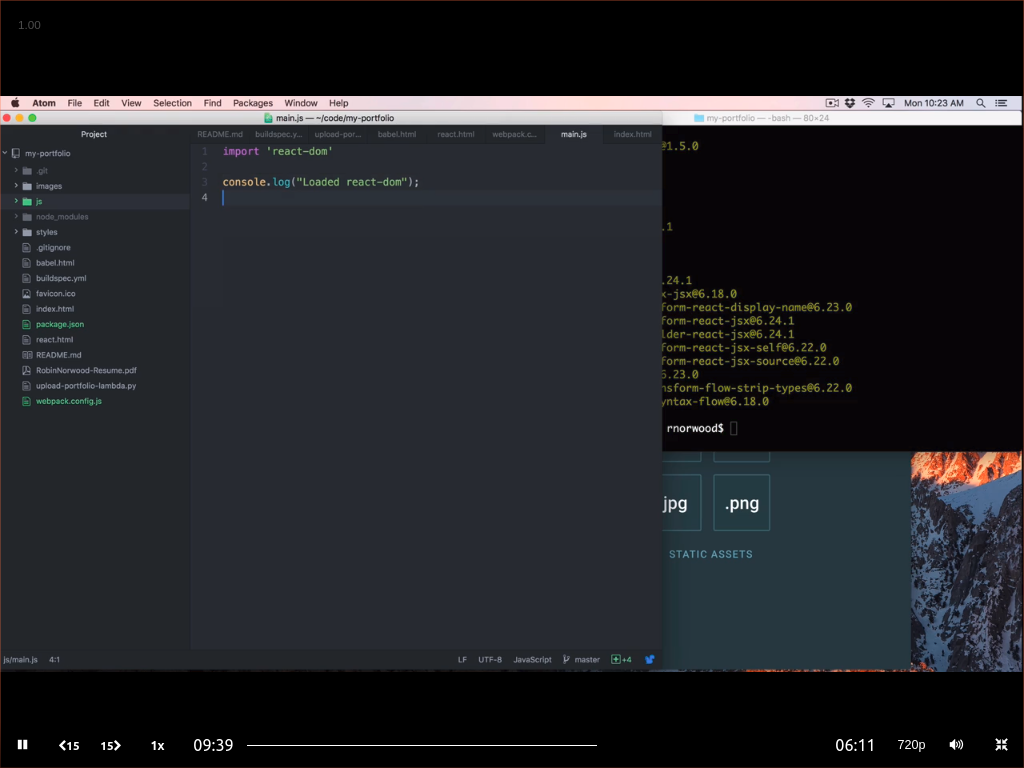 1.00
Atom File Edit View Selection Find Packages Window Help Mon 10:23 AM
main.js — ~/code/my-portfolio
my-portfolio — -bash — 80×24
Project
README.md buildspec.y... upload-por... babel.html react.html webpack.c... main.js index.html
my-portfolio
.git
images
js
node_modules
styles
.gitignore
babel.html
buildspec.yml
favicon.ico
index.html
package.json
react.html
README.md
RobinNorwood-Resume.pdf
upload-portfolio-lambda.py
webpack.config.js
1 import 'react-dom'
2
3 console.log("Loaded react-dom");
4
@1.5.0
.1
.24.1
x-jsx@6.18.0
form-react-display-name@6.23.0
form-react-jsx@6.24.1
lder-react-jsx@6.24.1
form-react-jsx-self@6.22.0
form-react-jsx-source@6.22.0
6.23.0
nsform-flow-strip-types@6.22.0
yntax-flow@6.18.0
rnorwood$
jpg .png
STATIC ASSETS
js/main.js 4:1 LF UTF-8 JavaScript master +4
15 15 1x 09:39 06:11 720p